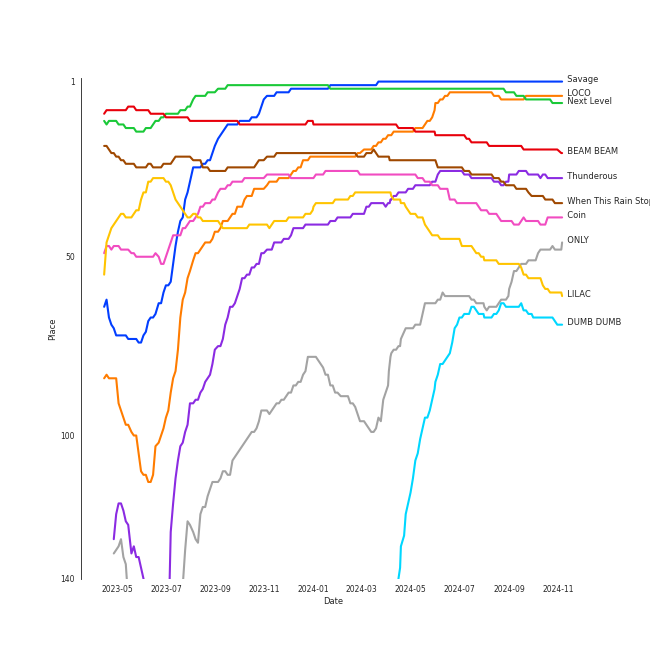 1
50
100
140
Place
2023-05
2023-07
2023-09
2023-11
2024-01
2024-03
2024-05
2024-07
2024-09
2024-11
Date
Savage
LOCO
Next Level
BEAM BEAM
Thunderous
When This Rain Stop
Coin
ONLY
LILAC
DUMB DUMB